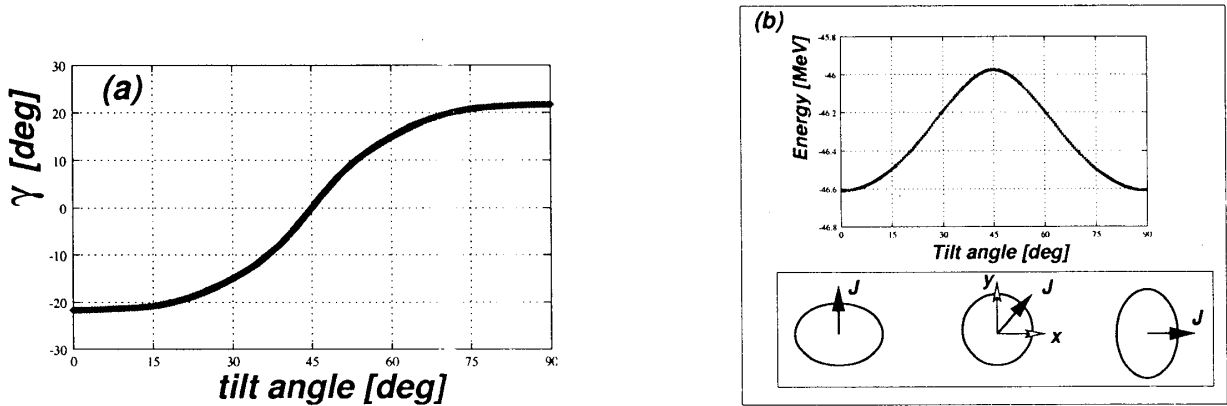 (a)
γ [deg]
30
20
10
0
-10
-20
-30
0 15 30 45 60 75 90
tilt angle [deg]
(b)
Energy [MeV]
-45.8
-46
-46.2
-46.4
-46.6
-46.8
0 15 30 45 60 75 90
Tilt angle [deg]
J
y J
x
J